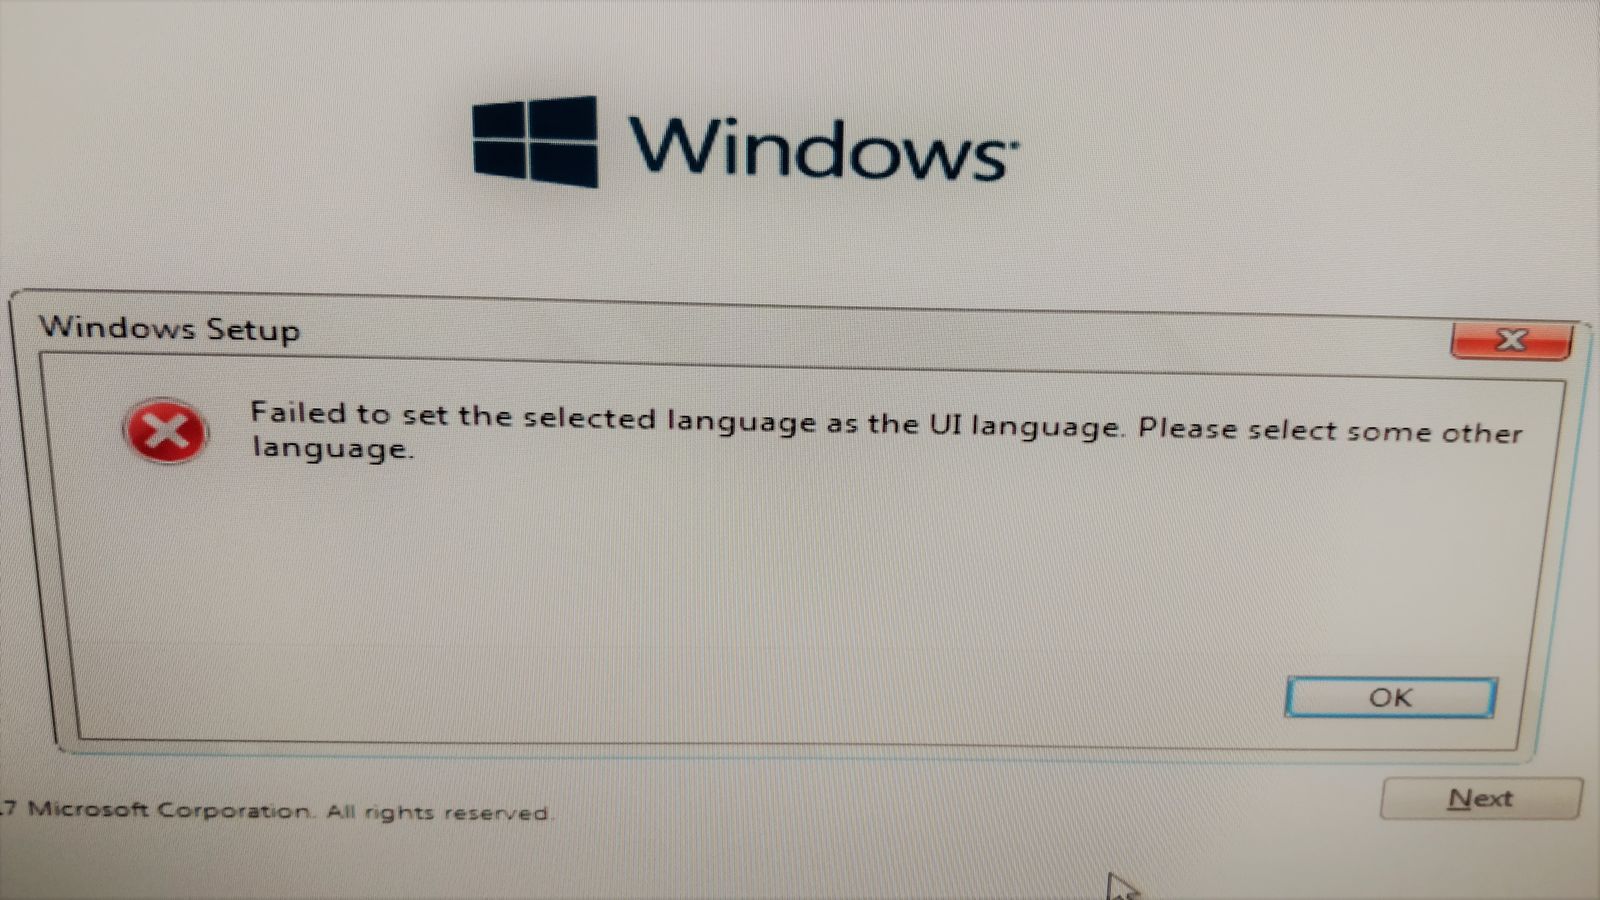 Windows
Windows Setup
Failed to set the selected language as the UI language. Please select some other
language.
OK
Next
7 Microsoft Corporation. All rights reserved.